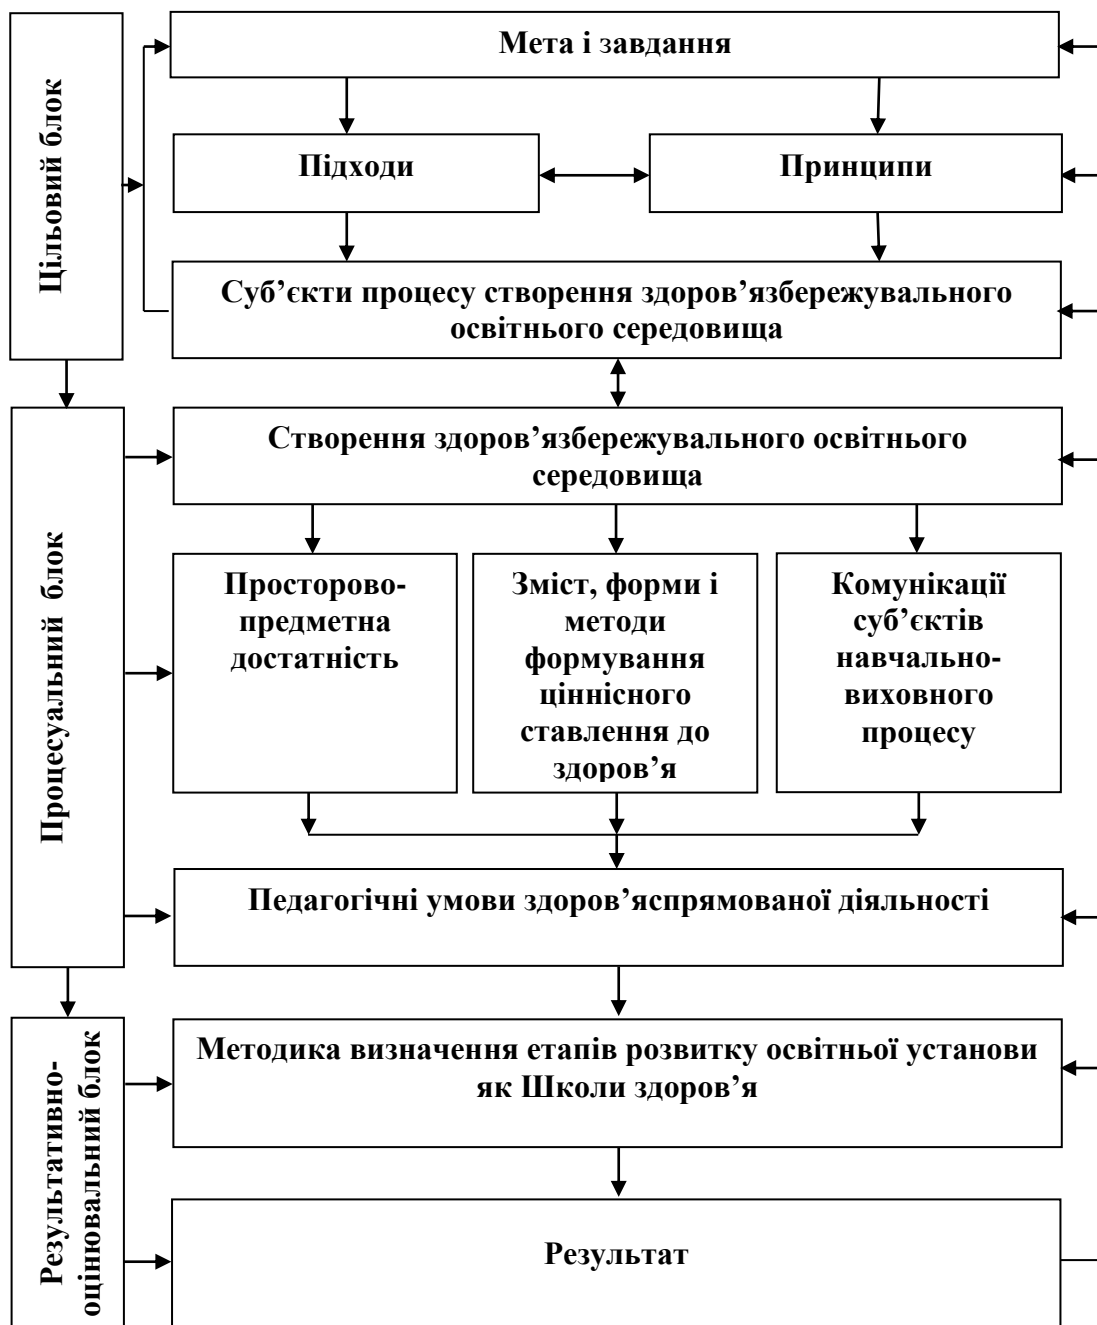 Цільовий блок
Мета і завдання
Підходи
Принципи
Суб’єкти процесу створення здоров’язбережувального
освітнього середовища
Процесуальний блок
Створення здоров’язбережувального освітнього
середовища
Просторово-
предметна
достатність
Зміст, форми і
методи
формування
ціннісного
ставлення до
здоров’я
Комунікації
суб’єктів
навчально-
виховного
процесу
Педагогічні умови здоров’яспрямованої діяльності
Результативно-
оцінювальний блок
Методика визначення етапів розвитку освітньої установи
як Школи здоров’я
Результат